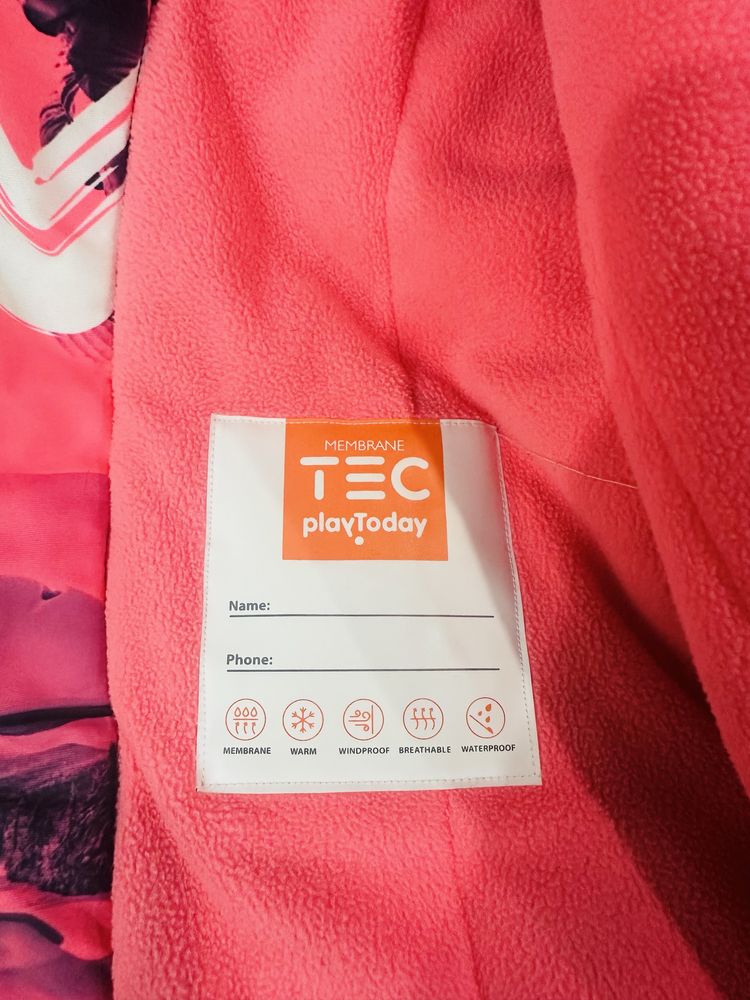 MEMBRANE
TEC
playToday
Name:
Phone:
MEMBRANE WARM WINDPROOF BREATHABLE WATERPROOF